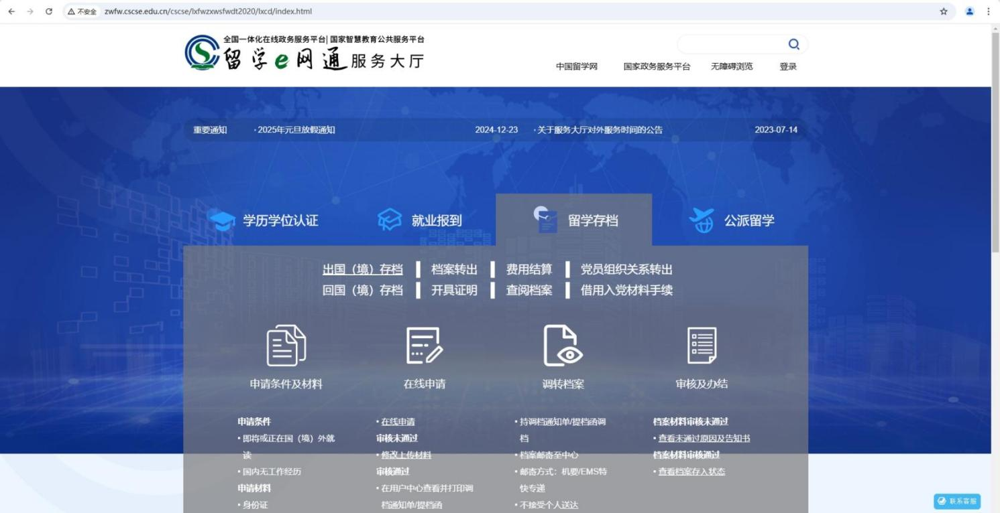 不安全 zwfw.cscse.edu.cn/cscse/lxfwzxwsfwdt2020/lxcd/index.html
全国一体化在线政务服务平台| 国家智慧教育公共服务平台
留学e网通服务大厅
中国留学网 国家政务服务平台 无障碍浏览 登录
重要通知 ·2025年元旦放假通知 2024-12-23 ·关于服务大厅对外服务时间的公告 2023-07-14
学历学位认证 就业报到 留学存档 公派留学
出国（境）存档 档案转出 费用结算 党员组织关系转出
回国（境）存档 开具证明 查阅档案 借用入党材料手续
申请条件及材料
申请条件
• 即将或正在国（境）外就
读
• 国内无工作经历
申请材料
• 身份证
在线申请
• 在线申请
审核未通过
• 修改上传材料
审核通过
• 在用户中心查看并打印调
档通知单/提档函
调转档案
• 持调档通知单/提档函调
档
• 档案邮寄至中心
• 邮寄方式：机要/EMS特
快专递
• 不接受个人送达
审核及办结
档案材料审核未通过
• 查看未通过原因及告知书
档案材料审核通过
• 查看档案存入状态
联系客服